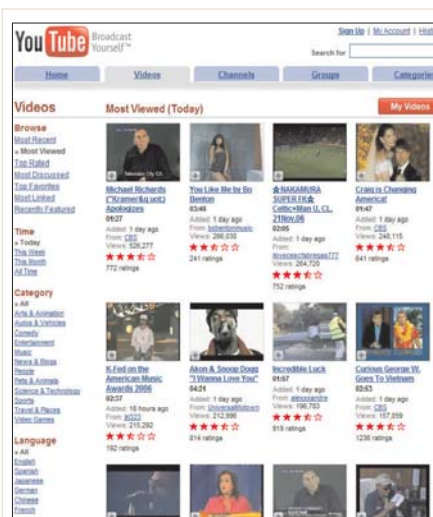 You Tube Broadcast
Yourself™
Sign Up | My Account | Hist
Search for
Home Videos Channels Groups Categories
Videos
Most Viewed (Today)
My Videos
Browse
Most Recent
» Most Viewed
Top Rated
Most Discussed
Top Favorites
Most Linked
Recently Featured
Time
» Today
This Week
This Month
All Time
Category
» All
Arts & Animation
Autos & Vehicles
Comedy
Entertainment
Music
News & Blogs
People
Pets & Animals
Science & Technology
Sports
Travel & Places
Video Games
Language
» All
English
Spanish
Japanese
German
Chinese
French
Michael Richards
("Kramer&q uot;)
Apologizes
01:27
Added: 1 day ago
From: CBS
Views: 526,277
772 ratings
You Like Me by Bo
Benton
03:46
Added: 1 day ago
From: bobentonmusic
Views: 266,030
241 ratings
☆NAKAMURA
SUPER FK☆
Celtic×Man U, CL,
21Nov,06
02:05
Added: 1 day ago
From:
ilovecescfabregas777
Views: 264,720
752 ratings
Craig is Changing
America!
01:47
Added: 1 day ago
From: CBS
Views: 248,115
641 ratings
K-Fed on the
American Music
Awards 2006
02:37
Added: 16 hours ago
Views: 215,292
192 ratings
Akon & Snoop Dogg
"I Wanna Love You"
04:21
Added: 1 day ago
From: UniversalMotown
Views: 212,996
814 ratings
Incredible Luck
01:57
Added: 1 day ago
From: alexxxandre
Views: 196,783
919 ratings
Curious George W.
Goes To Vietnam
02:53
Added: 1 day ago
From: CBS
Views: 157,859
1236 ratings